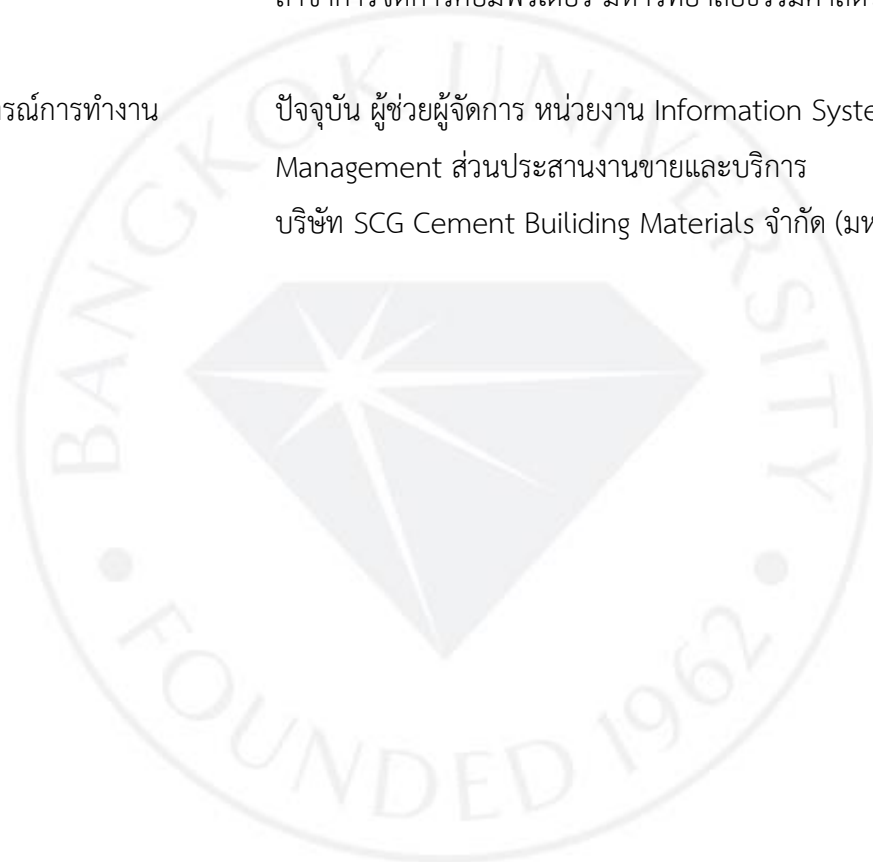 รณ์การทำงาน ปัจจุบัน ผู้ช่วยผู้จัดการ หน่วยงาน Information Syste
Management ส่วนประสานงานขายและบริการ
บริษัท SCG Cement Builiding Materials จำกัด (มห
BANGKOK UNIVERSITY
FOUNDED 1962